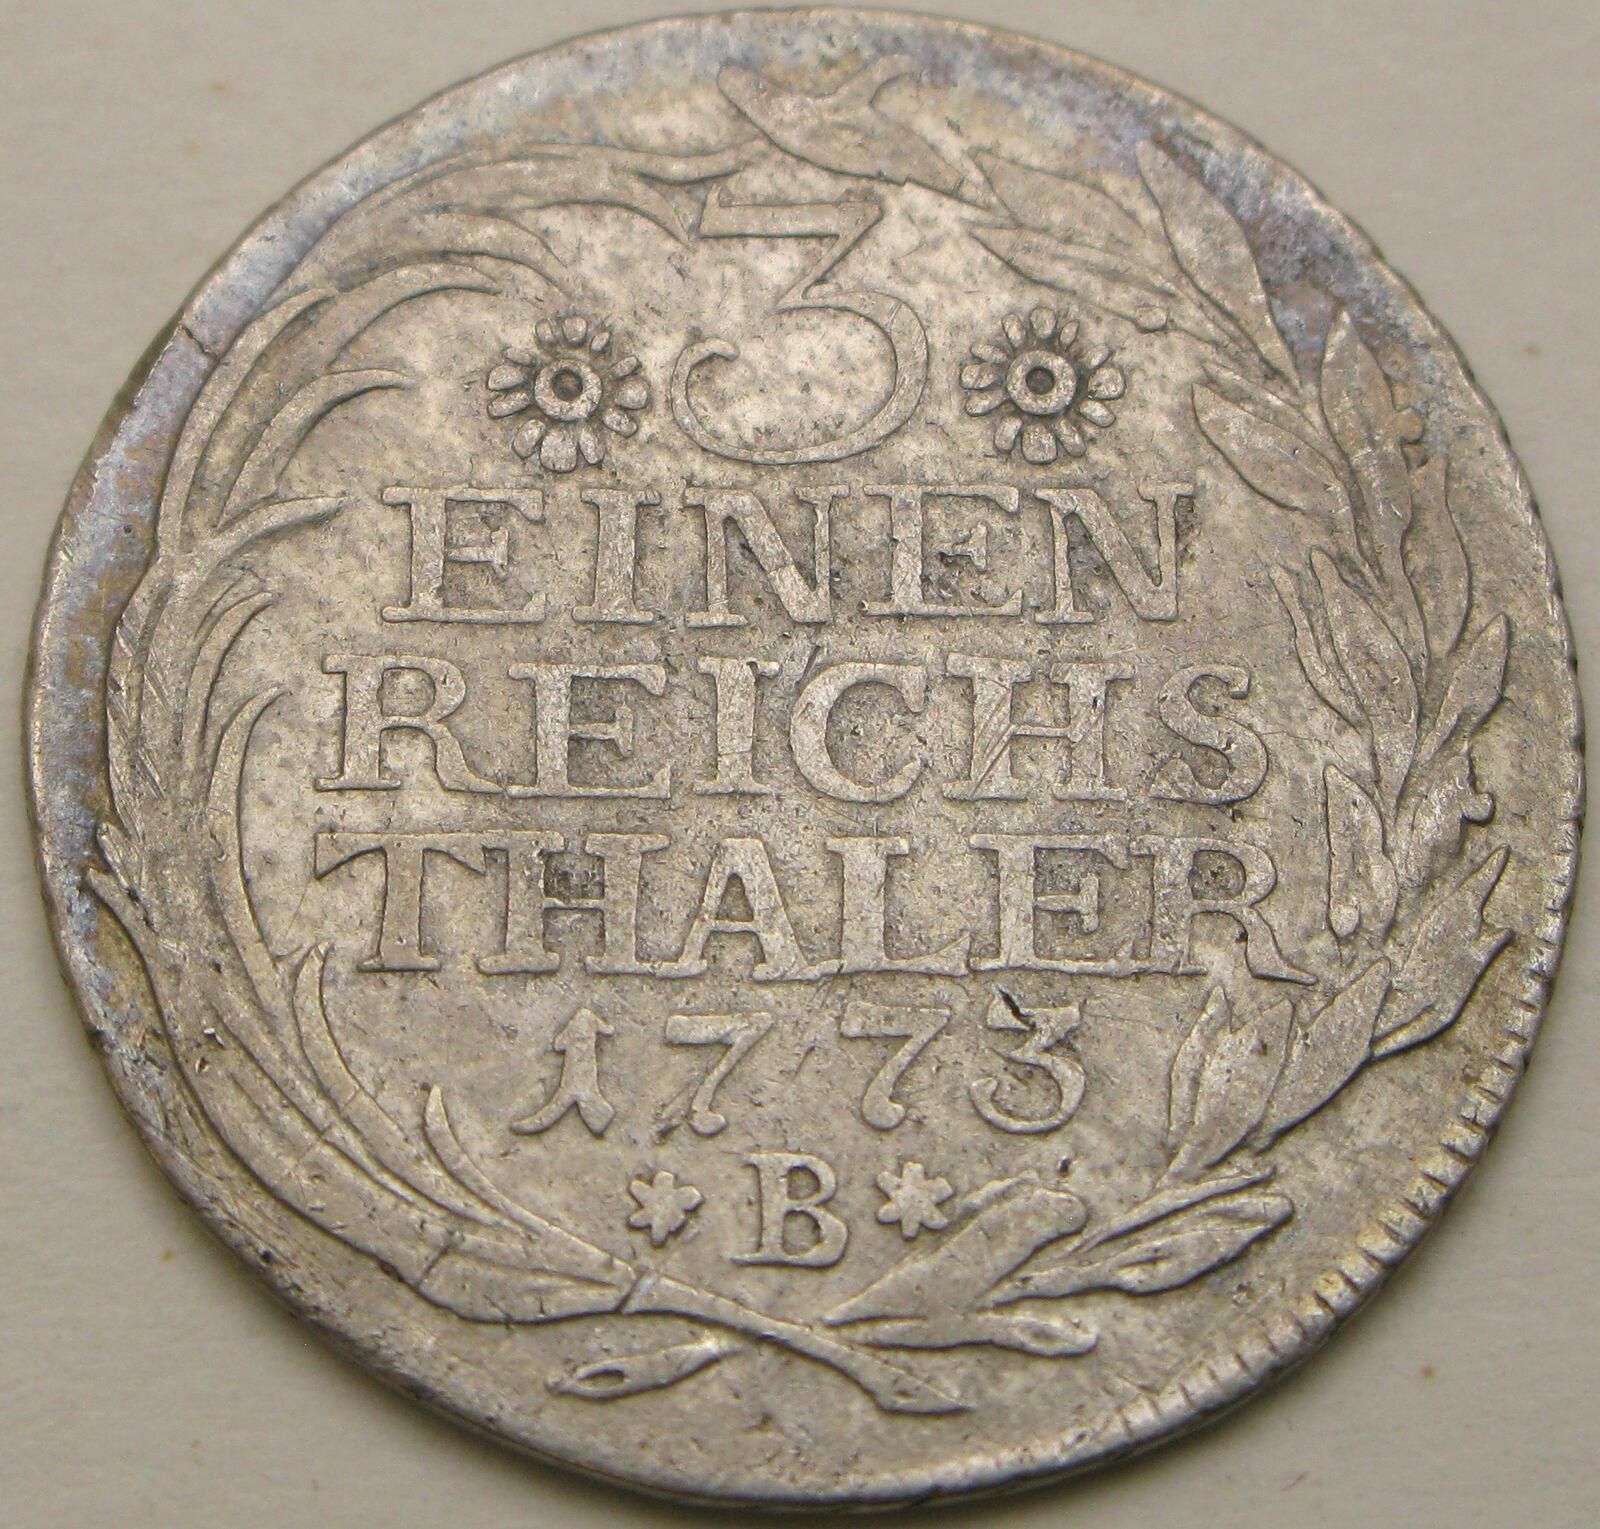 3
EINEN
REICHS
THALER
1773
* B *